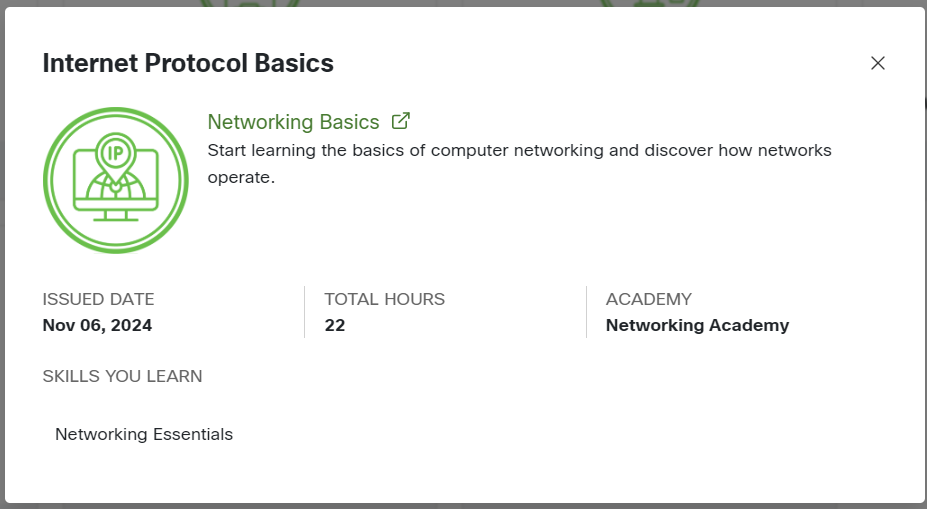 Internet Protocol Basics
IP
Networking Basics
Start learning the basics of computer networking and discover how networks
operate.
ISSUED DATE
Nov 06, 2024
TOTAL HOURS
22
ACADEMY
Networking Academy
SKILLS YOU LEARN
Networking Essentials